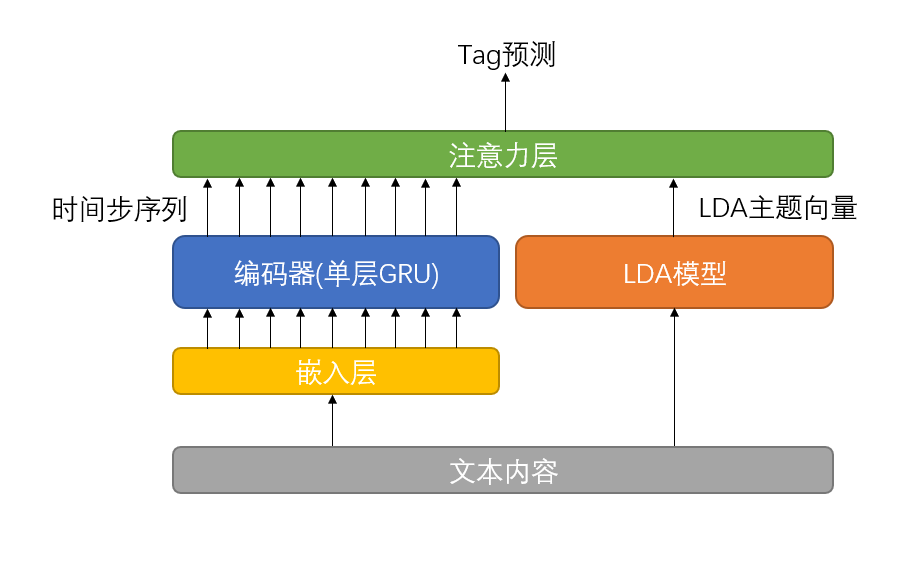 Tag预测
注意力层
时间步序列
LDA主题向量
编码器(单层GRU)
LDA模型
嵌入层
文本内容